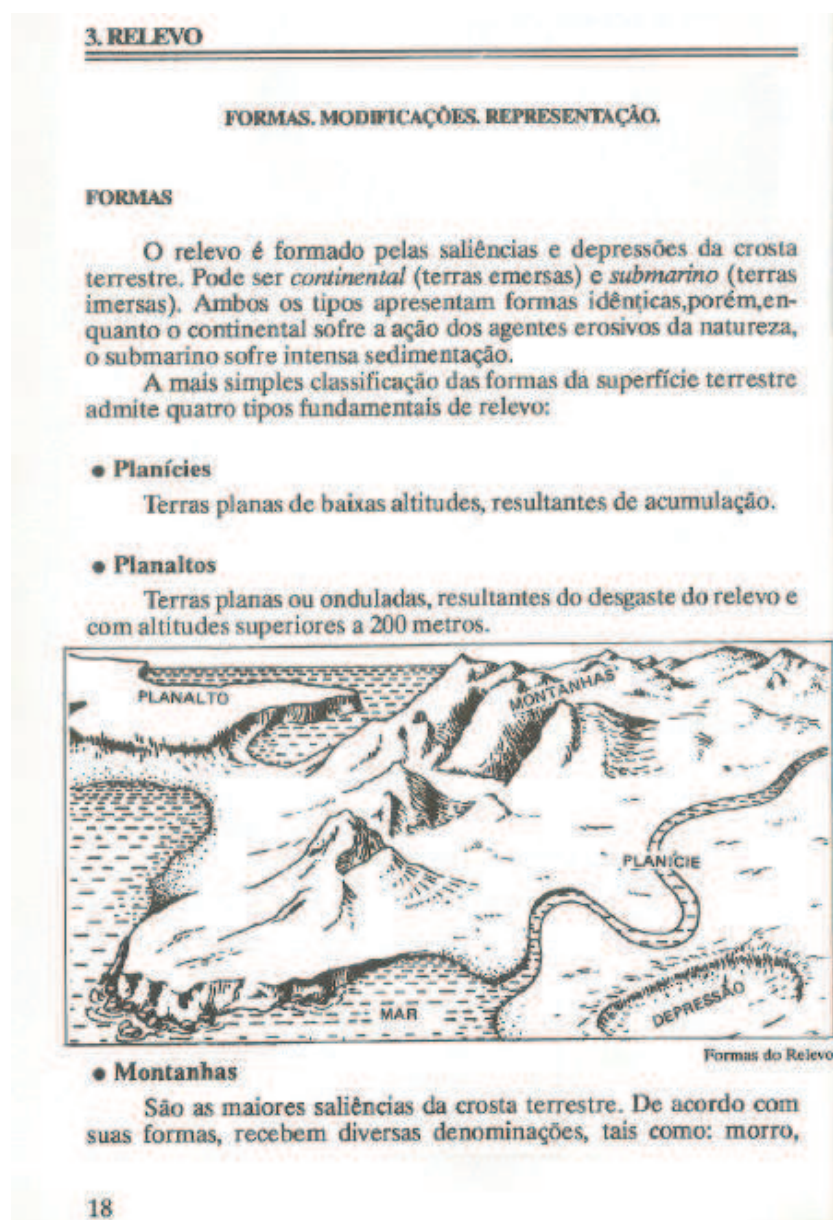 3. RELEVO
FORMAS. MODIFICAÇÕES. REPRESENTAÇÃO.
FORMAS
O relevo é formado pelas saliências e depressões da crosta
terrestre. Pode ser continental (terras emersas) e submarino (terras
imersas). Ambos os tipos apresentam formas idênticas,porém,en-
quanto o continental sofre a ação dos agentes erosivos da natureza,
o submarino sofre intensa sedimentação.
A mais simples classificação das formas da superfície terrestre
admite quatro tipos fundamentais de relevo:
● Planícies
Terras planas de baixas altitudes, resultantes de acumulação.
● Planaltos
Terras planas ou onduladas, resultantes do desgaste do relevo e
com altitudes superiores a 200 metros.
PLANALTO
MONTANHAS
PLANÍCIE
DEPRESSÃO
MAR
Formas do Relevo
● Montanhas
São as maiores saliências da crosta terrestre. De acordo com
suas formas, recebem diversas denominações, tais como: morro,
18